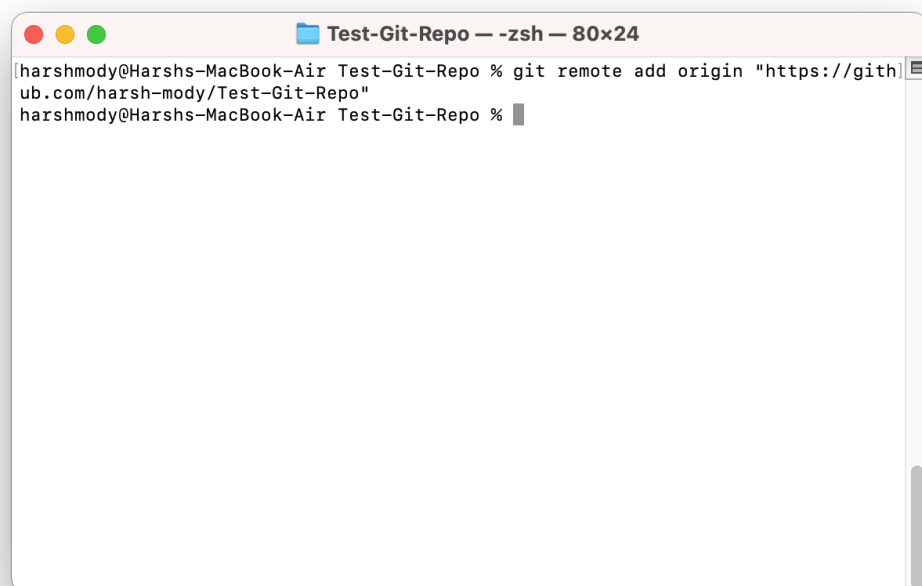 Test-Git-Repo — -zsh — 80×24
[harshmody@Harshs-MacBook-Air Test-Git-Repo % git remote add origin "https://gith]
ub.com/harsh-mody/Test-Git-Repo"
harshmody@Harshs-MacBook-Air Test-Git-Repo %